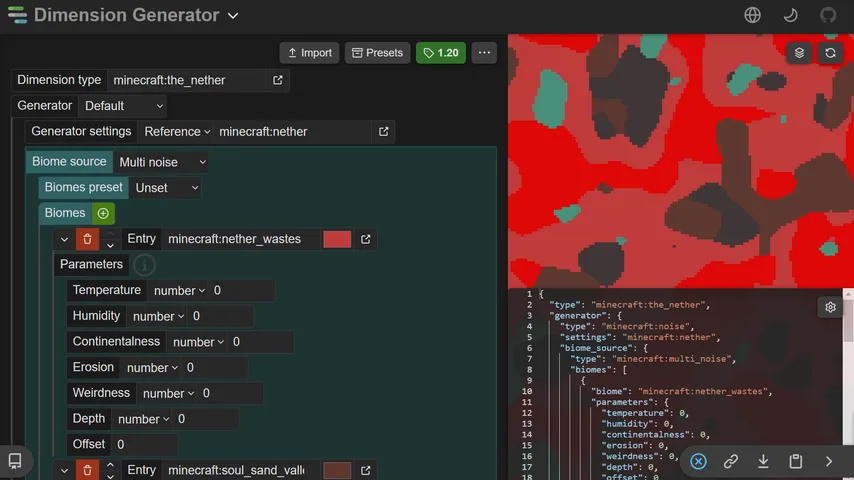 Dimension Generator
Import
Presets
1.20
Dimension type minecraft:the_nether
Generator Default
Generator settings Reference minecraft:nether
Biome source Multi noise
Biomes preset Unset
Biomes
Entry minecraft:nether_wastes
Parameters
Temperature number 0
Humidity number 0
Continentalness number 0
Erosion number 0
Weirdness number 0
Depth number 0
Offset 0
Entry minecraft:soul_sand_valle
1 {
2 "type": "minecraft:the_nether",
3 "generator": {
4 "type": "minecraft:noise",
5 "settings": "minecraft:nether",
6 "biome_source": {
7 "type": "minecraft:multi_noise",
8 "biomes": [
9 {
10 "biome": "minecraft:nether_wastes",
11 "parameters": {
12 "temperature": 0,
13 "humidity": 0,
14 "continentalness": 0,
15 "erosion": 0,
16 "weirdness": 0,
17 "depth": 0,
18 "offset": 0